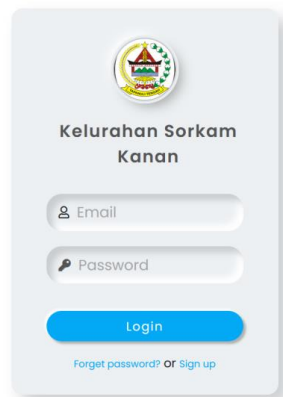 Kelurahan Sorkam
Kanan
Email
Password
Login
Forget password? or Sign up